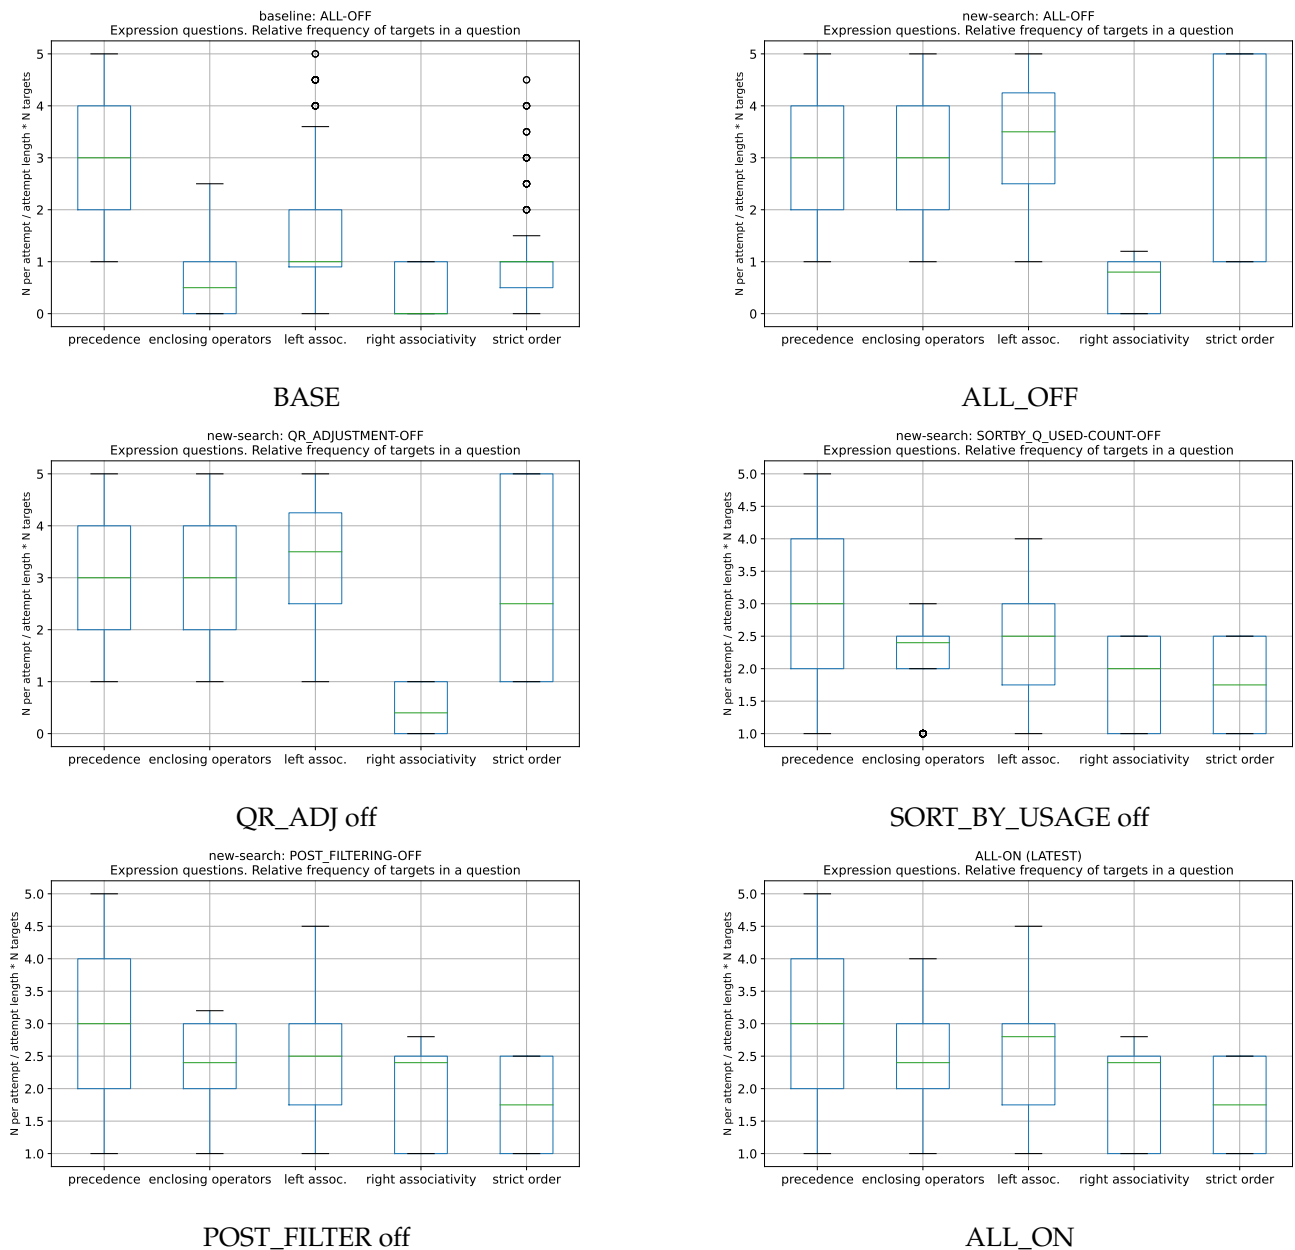 baseline: ALL-OFF
Expression questions. Relative frequency of targets in a question
N per attempt / attempt length * N targets
5
4
3
2
1
0
precedence enclosing operators left assoc. right associativity strict order
BASE
new-search: ALL-OFF
Expression questions. Relative frequency of targets in a question
N per attempt / attempt length * N targets
5
4
3
2
1
0
precedence enclosing operators left assoc. right associativity strict order
ALL_OFF
new-search: QR_ADJUSTMENT-OFF
Expression questions. Relative frequency of targets in a question
N per attempt / attempt length * N targets
5
4
3
2
1
0
precedence enclosing operators left assoc. right associativity strict order
QR_ADJ off
new-search: SORTBY_Q_USED-COUNT-OFF
Expression questions. Relative frequency of targets in a question
N per attempt / attempt length * N targets
5.0
4.5
4.0
3.5
3.0
2.5
2.0
1.5
1.0
precedence enclosing operators left assoc. right associativity strict order
SORT_BY_USAGE off
new-search: POST_FILTERING-OFF
Expression questions. Relative frequency of targets in a question
N per attempt / attempt length * N targets
5.0
4.5
4.0
3.5
3.0
2.5
2.0
1.5
1.0
precedence enclosing operators left assoc. right associativity strict order
POST_FILTER off
ALL-ON (LATEST)
Expression questions. Relative frequency of targets in a question
N per attempt / attempt length * N targets
5.0
4.5
4.0
3.5
3.0
2.5
2.0
1.5
1.0
precedence enclosing operators left assoc. right associativity strict order
ALL_ON